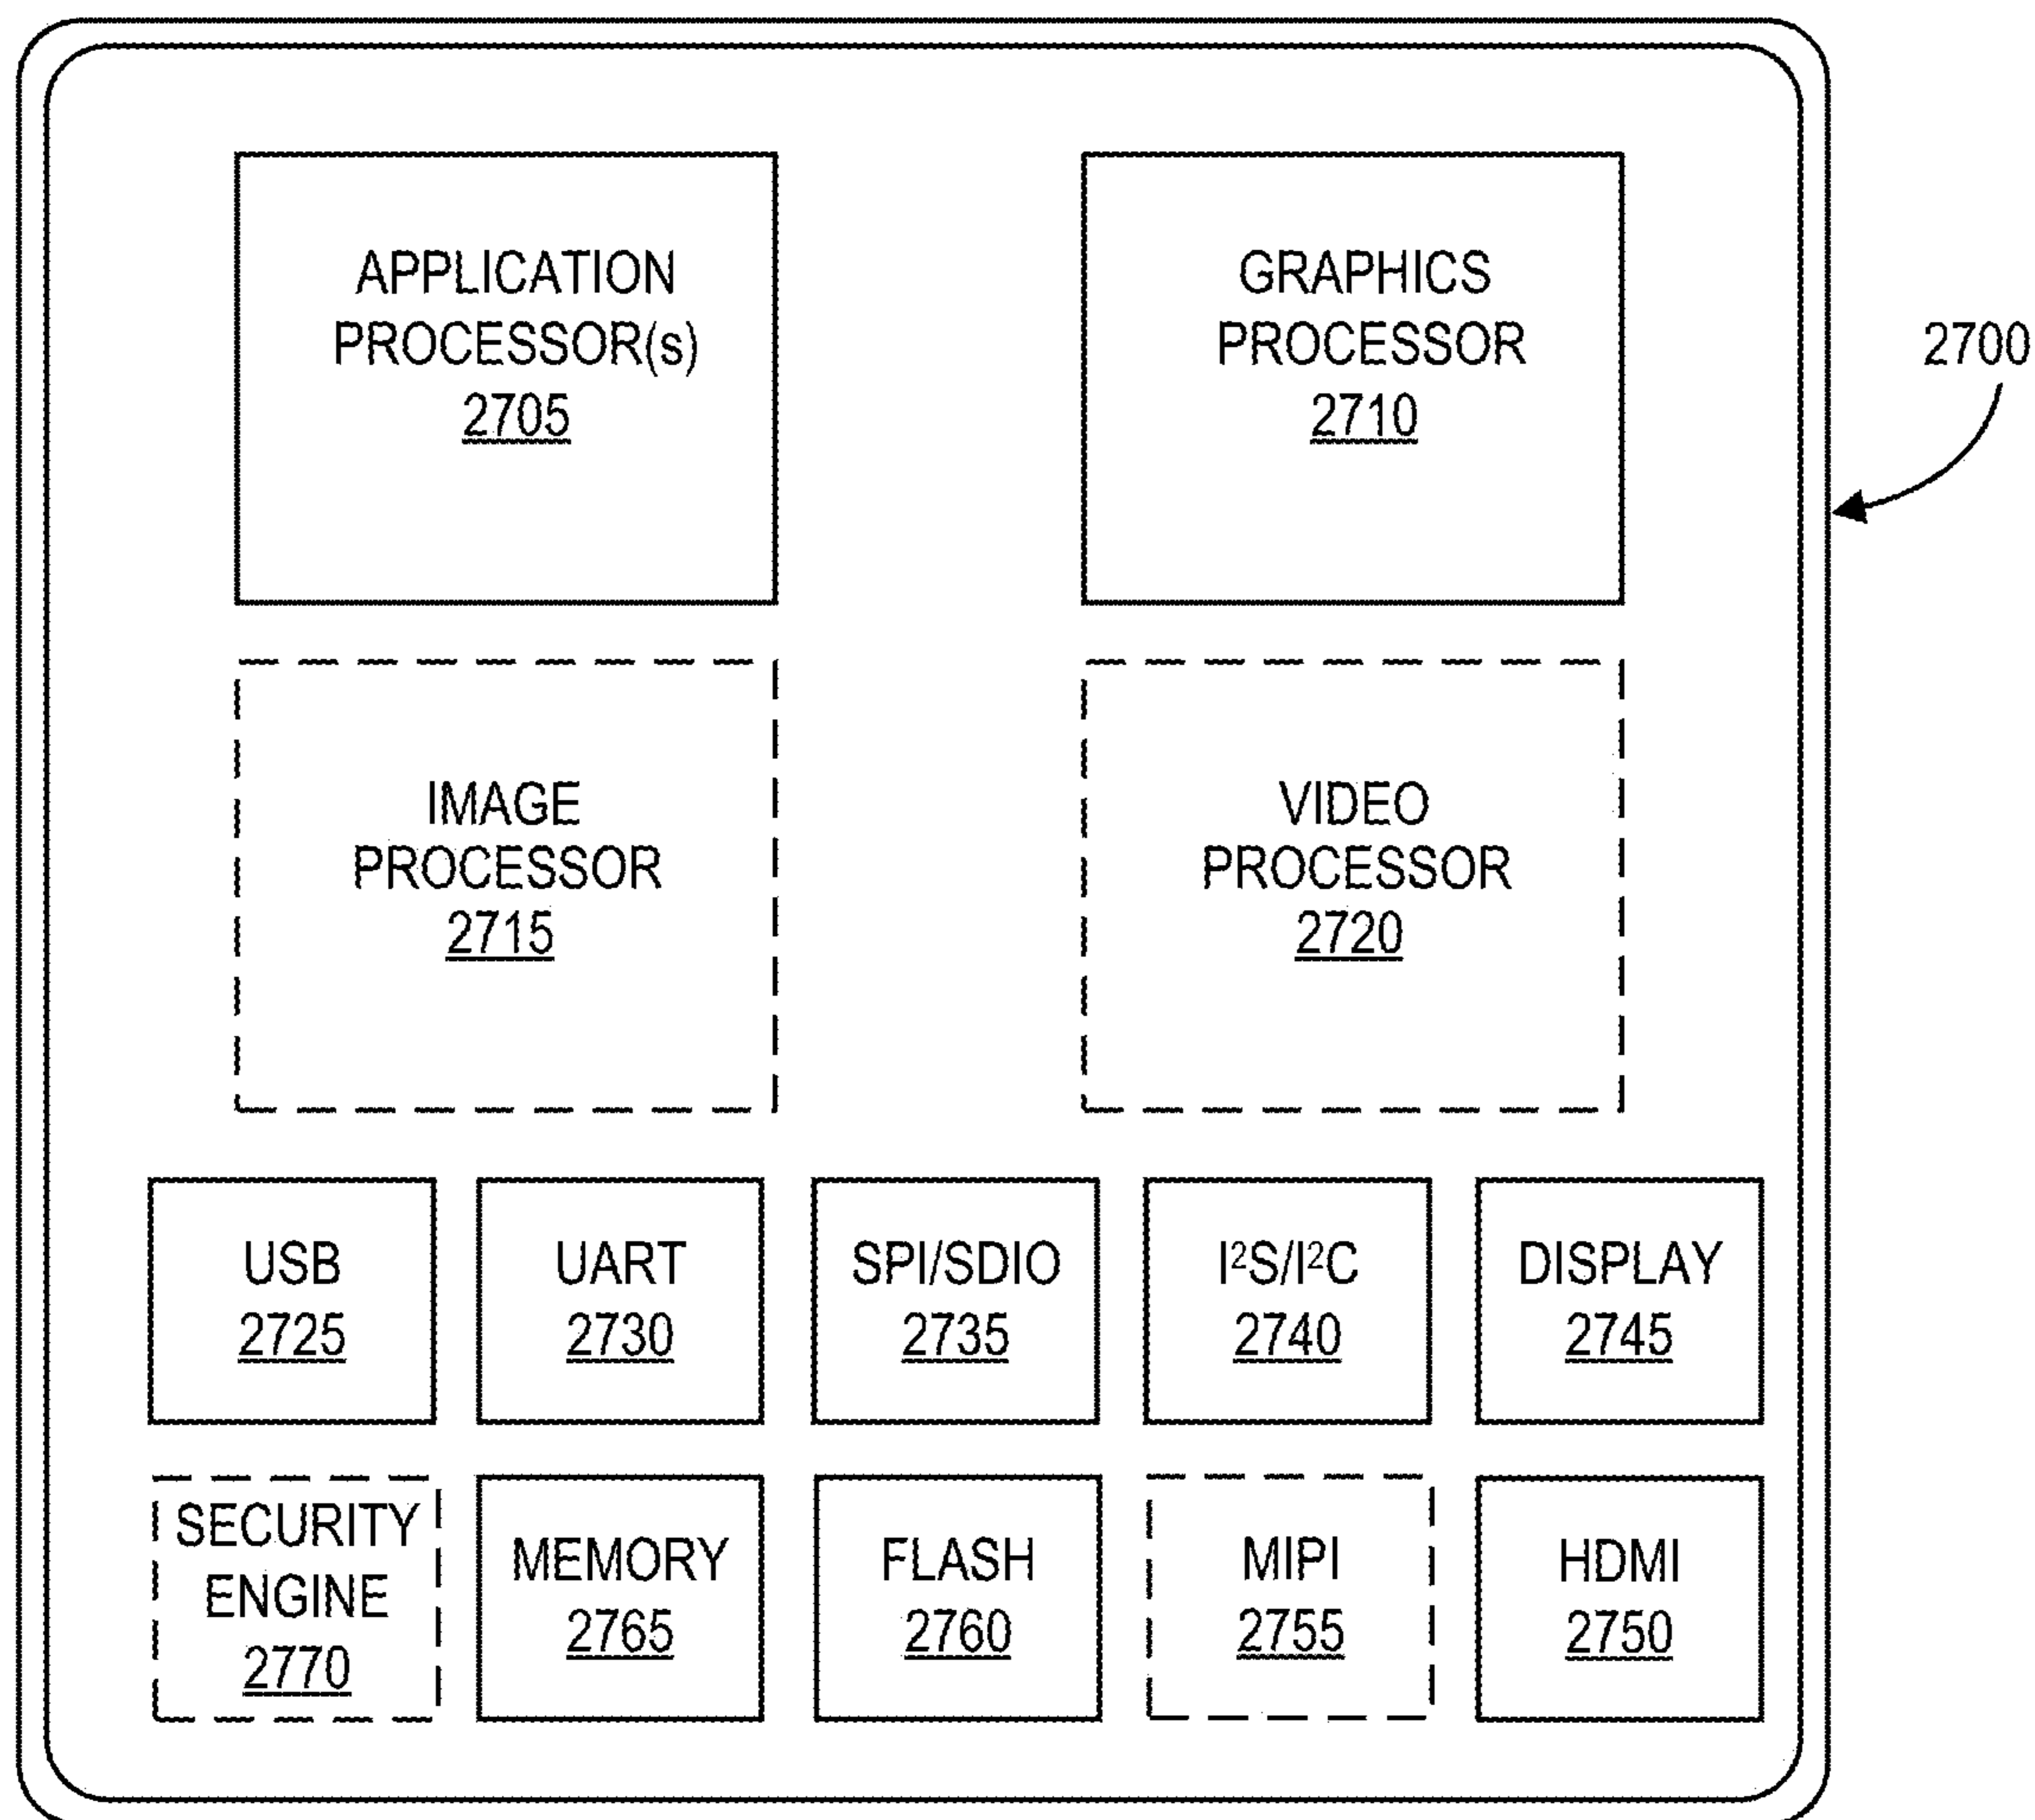 APPLICATION
PROCESSOR(s)
2705
GRAPHICS
PROCESSOR
2710
2700
IMAGE
PROCESSOR
2715
VIDEO
PROCESSOR
2720
USB
2725
UART
2730
SPI/SDIO
2735
I²S/I²C
2740
DISPLAY
2745
SECURITY
ENGINE
2770
MEMORY
2765
FLASH
2760
MIPI
2755
HDMI
2750